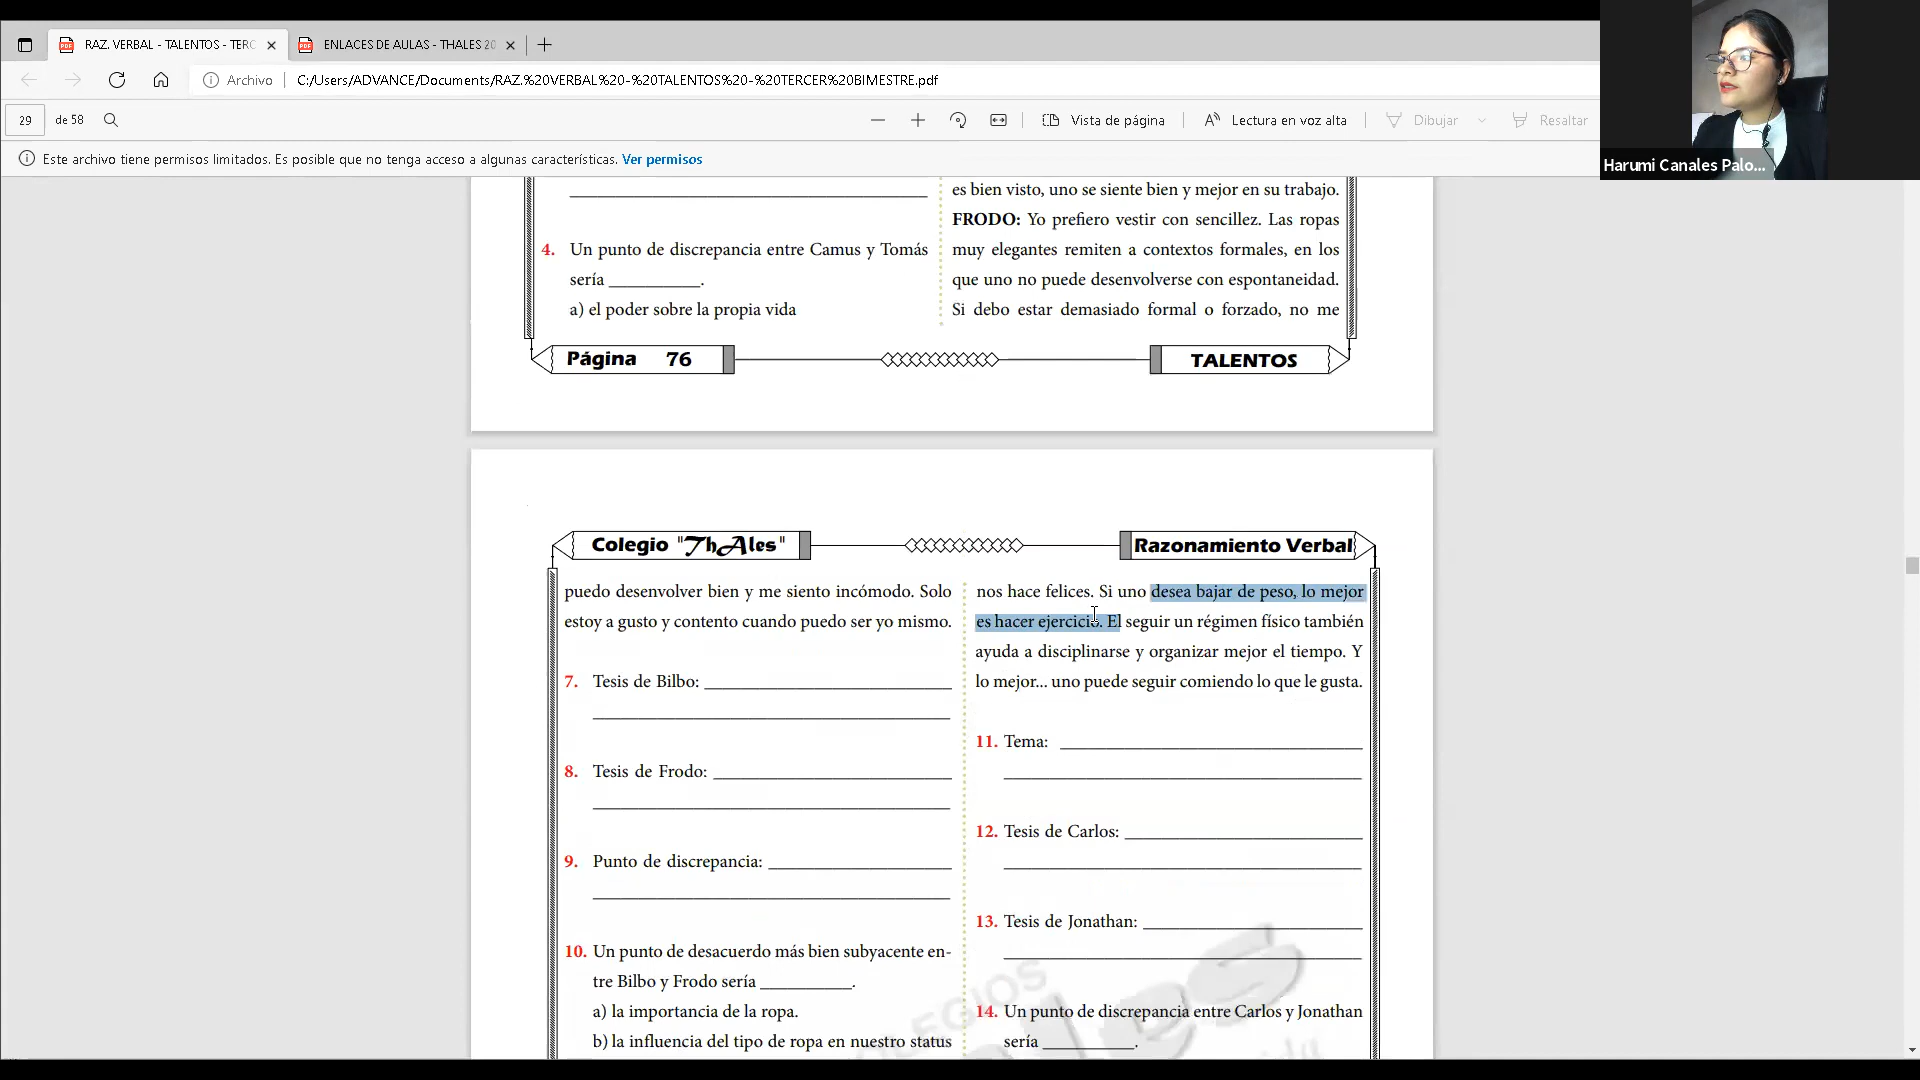 RAZ. VERBAL - TALENTOS - TERC
ENLACES DE AULAS - THALES 20
Archivo
C:/Users/ADVANCE/Documents/RAZ.%20VERBAL%20-%20TALENTOS%20-%20TERCER%20BIMESTRE.pdf
29
de 58
Vista de página
Lectura en voz alta
Dibujar
Resaltar
Este archivo tiene permisos limitados. Es posible que no tenga acceso a algunas características. Ver permisos
Harumi Canales Palo...
4. Un punto de discrepancia entre Camus y Tomás
sería __________.
a) el poder sobre la propia vida
es bien visto, uno se siente bien y mejor en su trabajo.
FRODO: Yo prefiero vestir con sencillez. Las ropas
muy elegantes remiten a contextos formales, en los
que uno no puede desenvolverse con espontaneidad.
Si debo estar demasiado formal o forzado, no me
Página 76
TALENTOS
Colegio "ThAles"
Razonamiento Verbal
puedo desenvolver bien y me siento incómodo. Solo
estoy a gusto y contento cuando puedo ser yo mismo.
7. Tesis de Bilbo:
8. Tesis de Frodo:
9. Punto de discrepancia:
10. Un punto de desacuerdo más bien subyacente en-
tre Bilbo y Frodo sería __________.
a) la importancia de la ropa.
b) la influencia del tipo de ropa en nuestro status
nos hace felices. Si uno desea bajar de peso, lo mejor
es hacer ejercicio. El seguir un régimen físico también
ayuda a disciplinarse y organizar mejor el tiempo. Y
lo mejor... uno puede seguir comiendo lo que le gusta.
11. Tema:
12. Tesis de Carlos:
13. Tesis de Jonathan:
14. Un punto de discrepancia entre Carlos y Jonathan
sería __________.
COLEGIOS